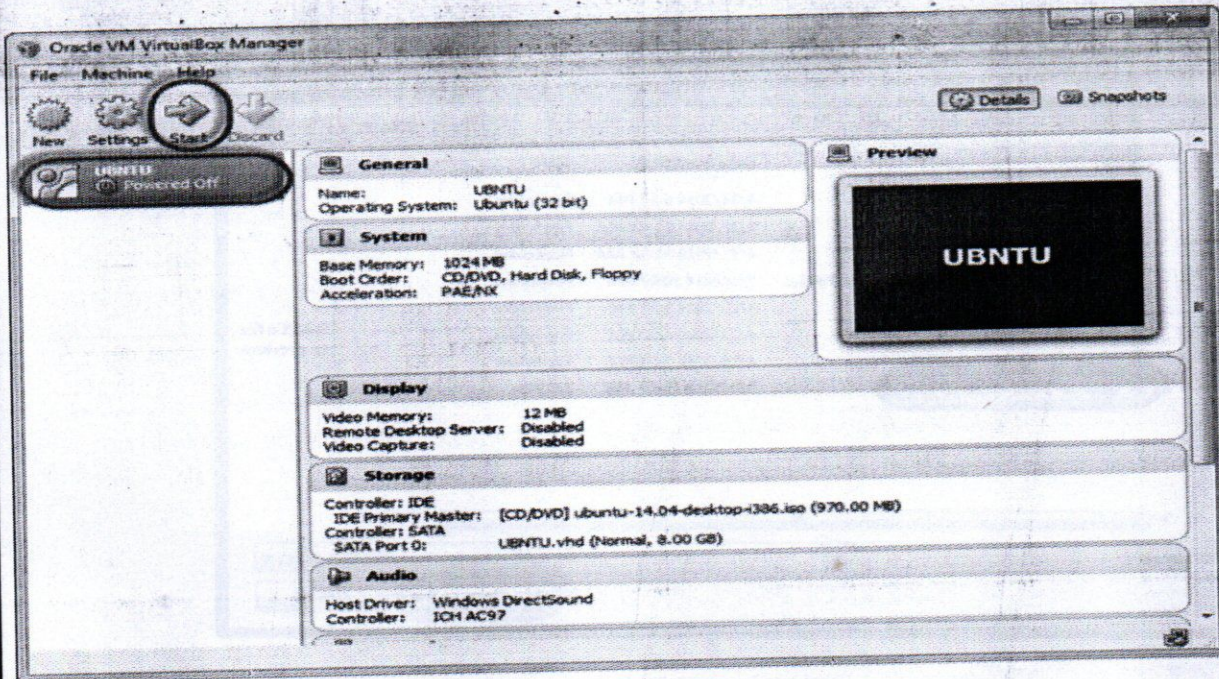 Oracle VM VirtualBox Manager
File Machine Help
New Settings Start Discard
Details Snapshots
UBNTU
Powered Off
General
Name: UBNTU
Operating System: Ubuntu (32 bit)
System
Base Memory: 1024 MB
Boot Order: CD/DVD, Hard Disk, Floppy
Acceleration: PAE/NX
Preview
UBNTU
Display
Video Memory: 12 MB
Remote Desktop Server: Disabled
Video Capture: Disabled
Storage
Controller: IDE
IDE Primary Master: [CD/DVD] ubuntu-14.04-desktop-i386.iso (970.00 MB)
Controller: SATA
SATA Port 0: UBNTU.vhd (Normal, 8.00 GB)
Audio
Host Driver: Windows DirectSound
Controller: ICH AC97